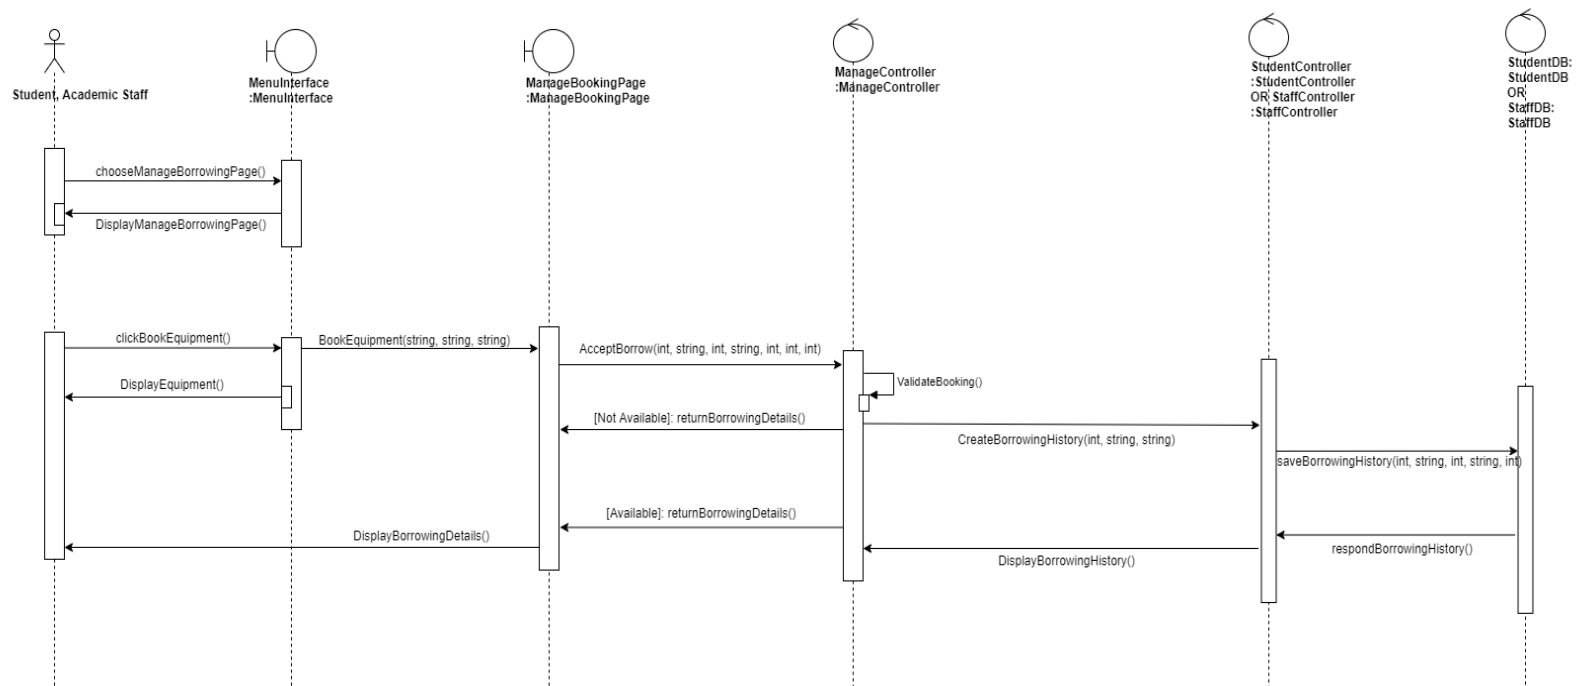 Student, Academic Staff
MenuInterface
:MenuInterface
ManageBookingPage
:ManageBookingPage
ManageController
:ManageController
StudentController
:StudentController
OR StaffController
:StaffController
StudentDB:
StudentDB
OR
StaffDB:
StaffDB
chooseManageBorrowingPage()
DisplayManageBorrowingPage()
clickBookEquipment()
BookEquipment(string, string, string)
AcceptBorrow(int, string, int, string, int, int, int)
DisplayEquipment()
ValidateBooking()
[Not Available]: returnBorrowingDetails()
CreateBorrowingHistory(int, string, string)
saveBorrowingHistory(int, string, int, string, int)
[Available]: returnBorrowingDetails()
DisplayBorrowingDetails()
respondBorrowingHistory()
DisplayBorrowingHistory()